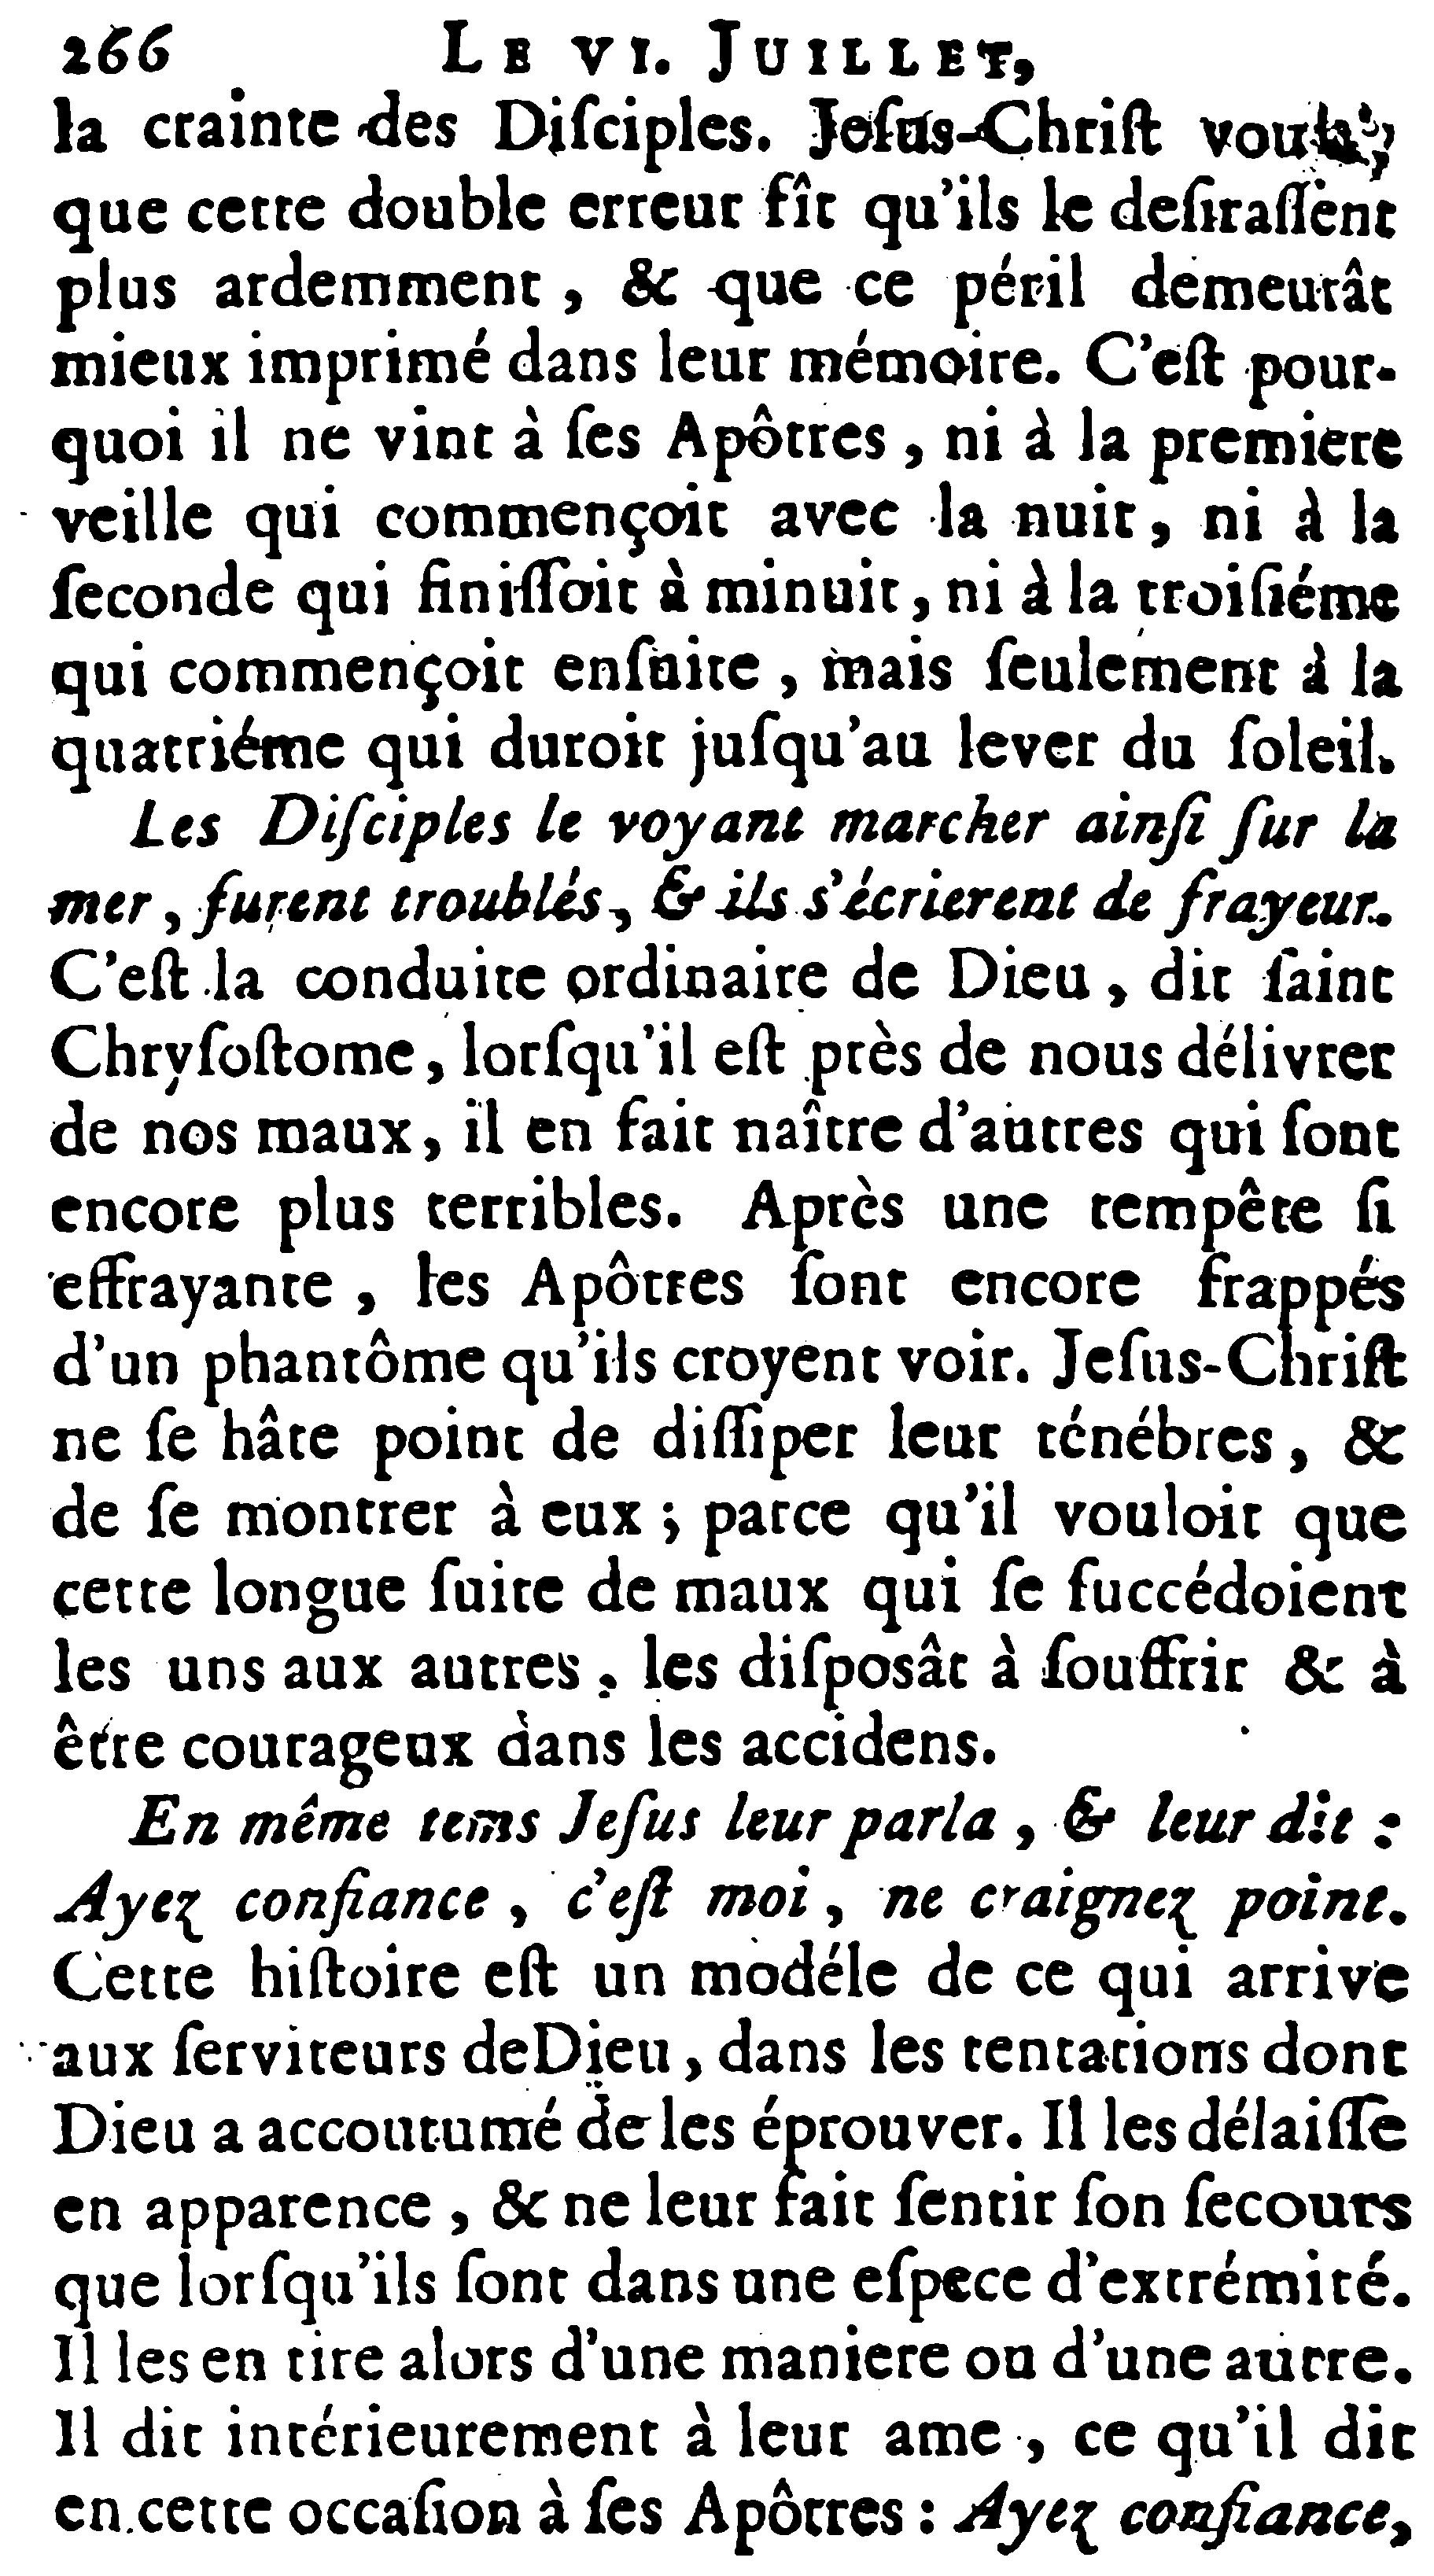 266 LE VI. JUILLET,
la crainte des Diſciples. Jeſus-Chriſt
que cette double erreur fît qu'ils le deſiraſſent
plus ardemment, & que ce péril demeurât
mieux imprimé dans leur mémoire. C'eſt pour-
quoi il ne vint à ſes Apôtres, ni à la premiere
veille qui commençoit avec la nuit, ni à la
ſeconde qui finiſſoit à minuit, ni à la troiſiéme
qui commençoit enſuite, mais ſeulement à la
quatriéme qui duroit juſqu'au lever du ſoleil.
Les Diſciples le voyant marcher ainſi ſur la
mer, furent troublés, & ils s'écrierent de frayeur.
C'eſt la conduite ordinaire de Dieu, dit ſaint
Chryſoſtome, lorſqu'il eſt près de nous délivrer
de nos maux, il en fait naître d'autres qui ſont
encore plus terribles. Après une tempête ſi
effrayante, les Apôtres ſont encore frappés
d'un phantôme qu'ils croyent voir. Jeſus-Chriſt
ne ſe hâte point de diſſiper leur ténébres, &
de ſe montrer à eux; parce qu'il vouloit que
cette longue ſuite de maux qui ſe ſuccédoient
les uns aux autres, les diſposât à ſouffrir & à
être courageux dans les accidens.
En même tems Jeſus leur parla, & leur dit :
Ayez confiance, c'eſt moi, ne craignez point.
Cette hiſtoire eſt un modéle de ce qui arrive
aux ſerviteurs de Dieu, dans les tentations dont
Dieu a accoutumé de les éprouver. Il les délaiſſe
en apparence, & ne leur fait ſentir ſon ſecours
que lorſqu'ils ſont dans une eſpece d'extrémité.
Il les en tire alors d'une maniere ou d'une autre.
Il dit intérieurement à leur ame, ce qu'il dit
en cette occaſion à ſes Apôtres : Ayez confiance,